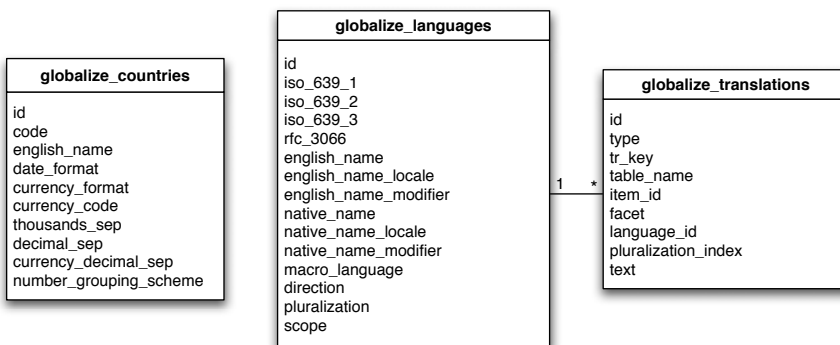 globalize_countries
id
code
english_name
date_format
currency_format
currency_code
thousands_sep
decimal_sep
currency_decimal_sep
number_grouping_scheme
globalize_languages
id
iso_639_1
iso_639_2
iso_639_3
rfc_3066
english_name
english_name_locale
english_name_modifier
native_name
native_name_locale
native_name_modifier
macro_language
direction
pluralization
scope
1
*
globalize_translations
id
type
tr_key
table_name
item_id
facet
language_id
pluralization_index
text